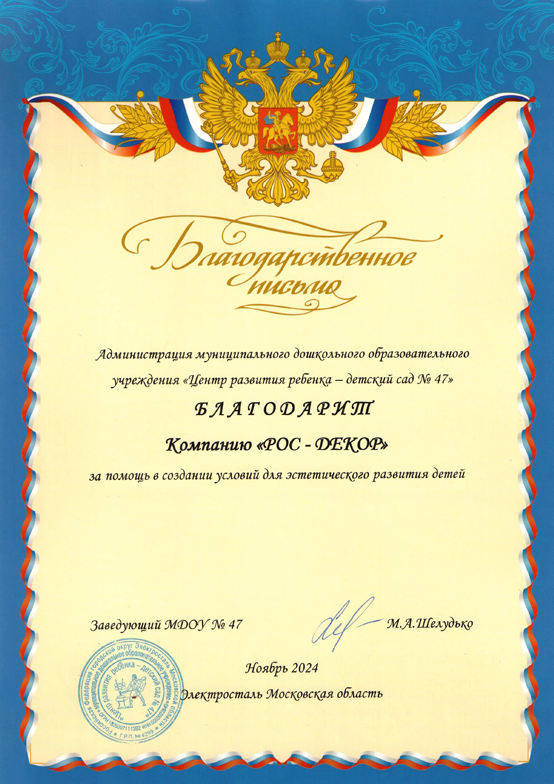 Благодарственное
письмо
Администрация муниципального дошкольного образовательного
учреждения «Центр развития ребенка – детский сад № 47»
БЛАГОДАРИТ
Компанию «РОС - ДЕКОР»
за помощь в создании условий для эстетического развития детей
Заведующий МДОУ № 47 М.А.Шелудько
Ноябрь 2024
Электросталь Московская область